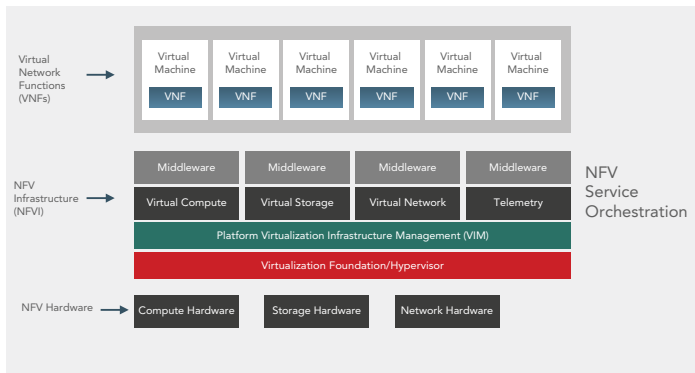 Virtual
Network
Functions
(VNFs)
Virtual Machine
VNF
Virtual Machine
VNF
Virtual Machine
VNF
Virtual Machine
VNF
Virtual Machine
VNF
Virtual Machine
VNF
NFV
Infrastructure
(NFVI)
Middleware
Middleware
Middleware
Middleware
Virtual Compute
Virtual Storage
Virtual Network
Telemetry
Platform Virtualization Infrastructure Management (VIM)
Virtualization Foundation/Hypervisor
NFV
Service
Orchestration
NFV Hardware
Compute Hardware
Storage Hardware
Network Hardware